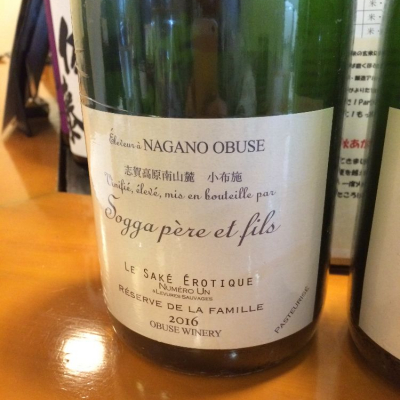 Éleveur à NAGANO OBUSE
志賀高原南山麓 小布施
Vinifié, élevé, mis en bouteille par
Sogga père et fils
LE SAKÉ ÉROTIQUE
NUMÉRO UN
à LEVURES SAUVAGES
RÉSERVE DE LA FAMILLE
2016
OBUSE WINERY
PASTEURISÉ